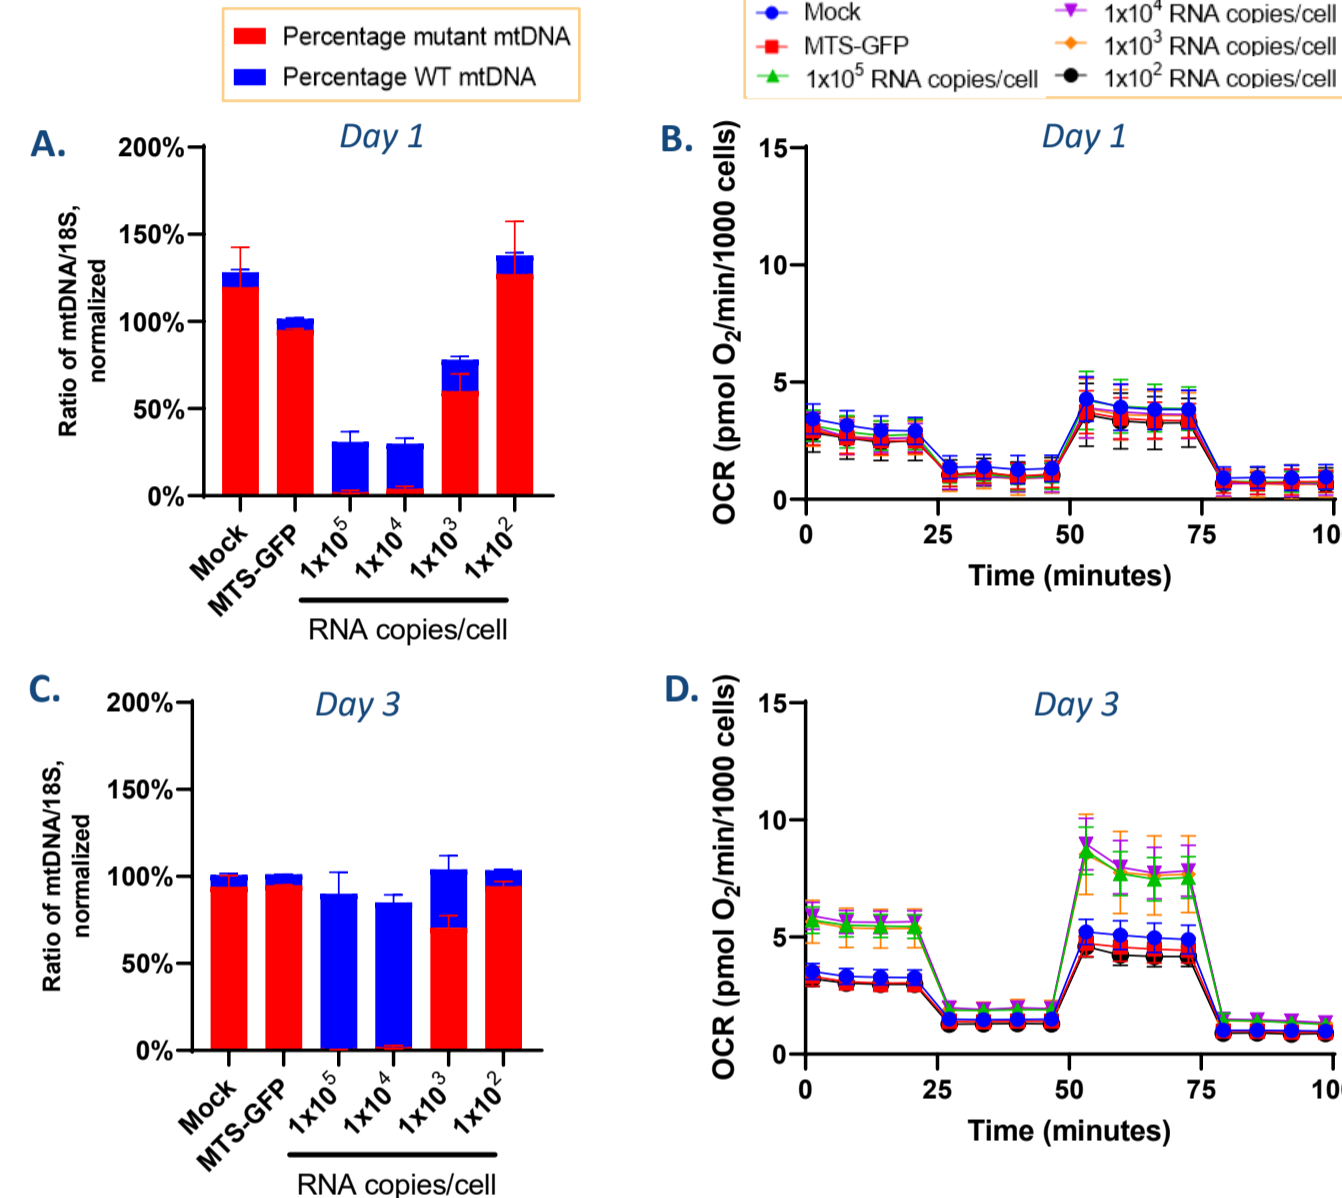 Percentage mutant mtDNA
Percentage WT mtDNA
Mock
MTS-GFP
1x10⁵ RNA copies/cell
1x10⁴ RNA copies/cell
1x10³ RNA copies/cell
1x10² RNA copies/cell
A.
Day 1
Ratio of mtDNA/18S,
normalized
200%
150%
100%
50%
0%
Mock
MTS-GFP
1x10⁵
1x10⁴
1x10³
1x10²
RNA copies/cell
B.
Day 1
OCR (pmol O₂/min/1000 cells)
15
10
5
0
0
25
50
75
10
Time (minutes)
C.
Day 3
Ratio of mtDNA/18S,
normalized
200%
150%
100%
50%
0%
Mock
MTS-GFP
1x10⁵
1x10⁴
1x10³
1x10²
RNA copies/cell
D.
Day 3
OCR (pmol O₂/min/1000 cells)
15
10
5
0
0
25
50
75
10
Time (minutes)